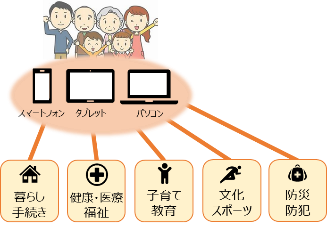 スマートフォン タブレット パソコン
暮らし 健康・医療 子育て 文化 防災
手続き 福祉 教育 スポーツ 防犯